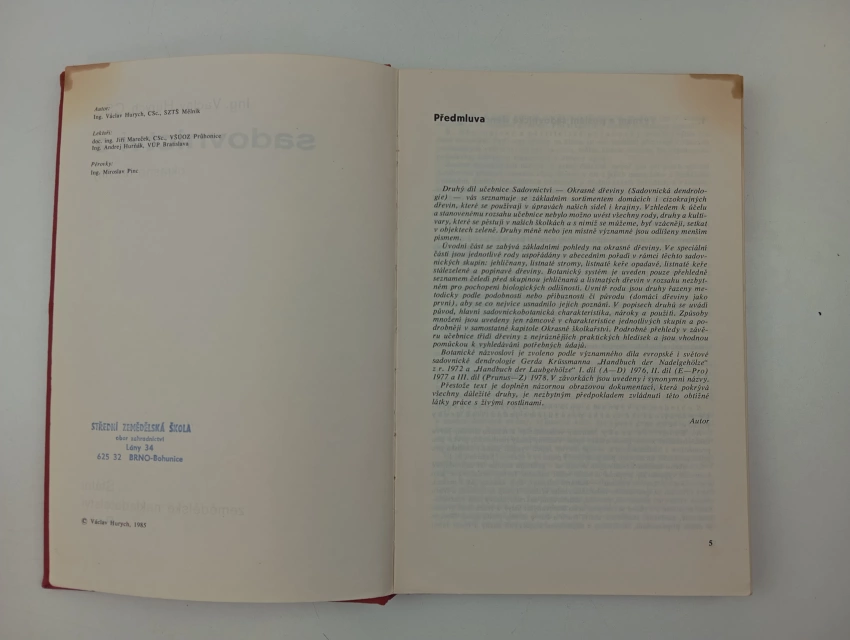 Autor:
Ing. Václav Hurych, CSc., SZTŠ Mělník
Lektoři:
doc. ing. Jiří Mareček, CSc., VŠÚOZ Průhonice
Ing. Andrej Horňák, VÚP Bratislava
Pérovky:
Ing. Miroslav Pinc
STŘEDNÍ ZEMĚDĚLSKÁ ŠKOLA
obor zahradnictví
Lány 34
625 32 BRNO-Bohunice
© Václav Hurych, 1985
Předmluva
Druhý díl učebnice Sadovnictví — Okrasné dřeviny (Sadovnická dendrolo-
gie) — vás seznamuje se základním sortimentem domácích i cizokrajných
dřevin, které se používají v úpravách našich sídel i krajiny. Vzhledem k účelu
a stanovenému rozsahu učebnice nebylo možno uvést všechny rody, druhy a kulti-
vary, které se pěstují v našich školkách a s nimiž se můžeme, byť vzácněji, setkat
v objektech zeleně. Druhy méně nebo jen místně významné jsou odlišeny menším
písmem.
Úvodní část se zabývá základními pohledy na okrasné dřeviny. Ve speciální
části jsou jednotlivé rody uspořádány v abecedním pořadí v rámci těchto sadov-
nických skupin: jehličnany, listnaté stromy, listnaté keře opadavé, listnaté keře
stálezelené a popínavé dřeviny. Botanický systém je uveden pouze přehledně
seznamem čeledí před skupinou jehličnanů a listnatých dřevin v rozsahu nezbyt-
ném pro pochopení biologických odlišností. Uvnitř rodu jsou druhy řazeny me-
todicky podle podobnosti nebo příbuznosti či původu (domácí dřeviny jako
první), aby se co nejvíce usnadnilo jejich poznání. V popisech druhů se uvádí
původ, hlavní sadovnickobotanická charakteristika, nároky a použití. Způsoby
množení jsou uvedeny jen rámcově v charakteristice jednotlivých skupin a po-
drobněji v samostatné kapitole Okrasné školkařství. Podrobné přehledy v závě-
ru učebnice třídí dřeviny z nejrůznějších praktických hledisek a jsou vhodnou
pomůckou k vyhledávání potřebných údajů.
Botanické názvosloví je zvoleno podle významného díla evropské i světové
sadovnické dendrologie Gerda Krüssmanna „Handbuch der Nadelgehölze“
z r. 1972 a „Handbuch der Laubgehölze“ I. díl (A—D) 1976, II. díl (E—Pro)
1977 a III. díl (Prunus—Z) 1978. V závorkách jsou uvedeny i synonymní názvy.
Přestože text je doplněn názornou obrazovou dokumentací, která pokrývá
všechny důležité druhy, je nezbytným předpokladem zvládnutí této obtížné
látky práce s živými rostlinami.
Autor
5